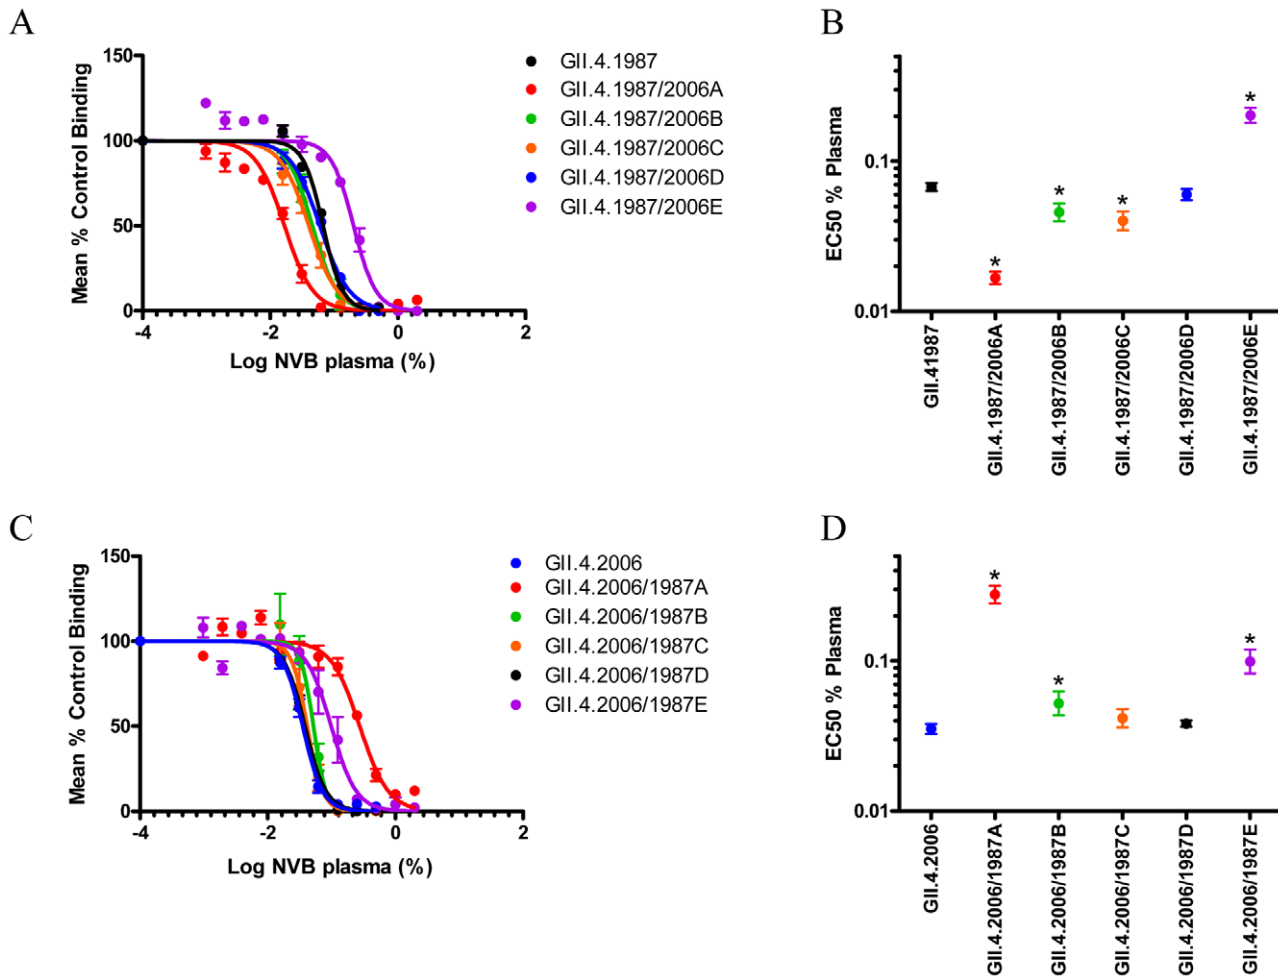 A
150
100
50
0
-4
-2
0
2
Mean % Control Binding
Log NVB plasma (%)
GII.4.1987
GII.4.1987/2006A
GII.4.1987/2006B
GII.4.1987/2006C
GII.4.1987/2006D
GII.4.1987/2006E
B
0.1
0.01
EC50 % Plasma
*
*
*
*
GII.41987
GII.4.1987/2006A
GII.4.1987/2006B
GII.4.1987/2006C
GII.4.1987/2006D
GII.4.1987/2006E
C
150
100
50
0
-4
-2
0
2
Mean % Control Binding
Log NVB plasma (%)
GII.4.2006
GII.4.2006/1987A
GII.4.2006/1987B
GII.4.2006/1987C
GII.4.2006/1987D
GII.4.2006/1987E
D
0.1
0.01
EC50 % Plasma
*
*
*
GII.4.2006
GII.4.2006/1987A
GII.4.2006/1987B
GII.4.2006/1987C
GII.4.2006/1987D
GII.4.2006/1987E